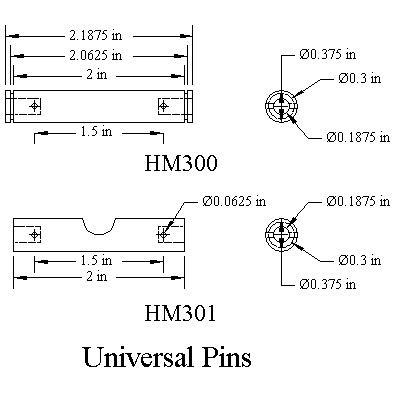 2.1875 in
2.0625 in
2 in
1.5 in
Ø0.375 in
Ø0.3 in
Ø0.1875 in
HM300
Ø0.0625 in
1.5 in
2 in
Ø0.1875 in
Ø0.3 in
Ø0.375 in
HM301
Universal Pins